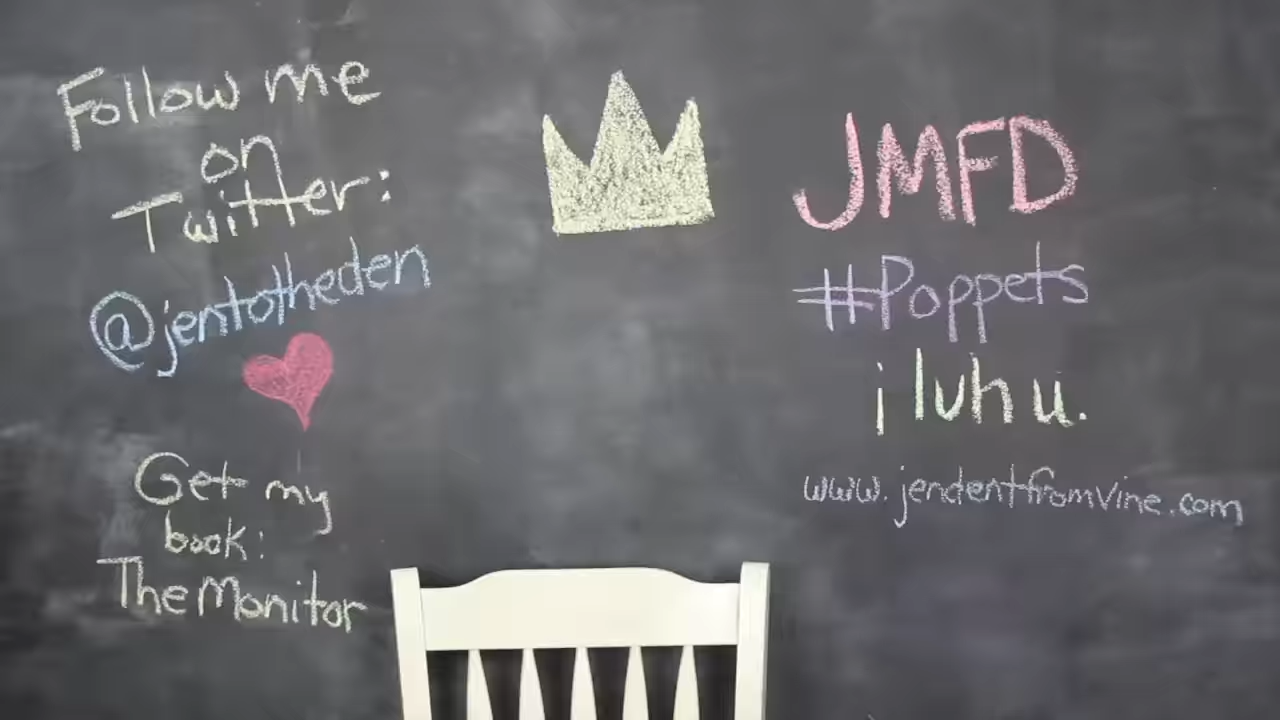 Follow me
on
Twitter:
@jentotheden
Get my
book:
The Monitor
JMFD
#Poppets
i luh u.
www.jendentfromvine.com